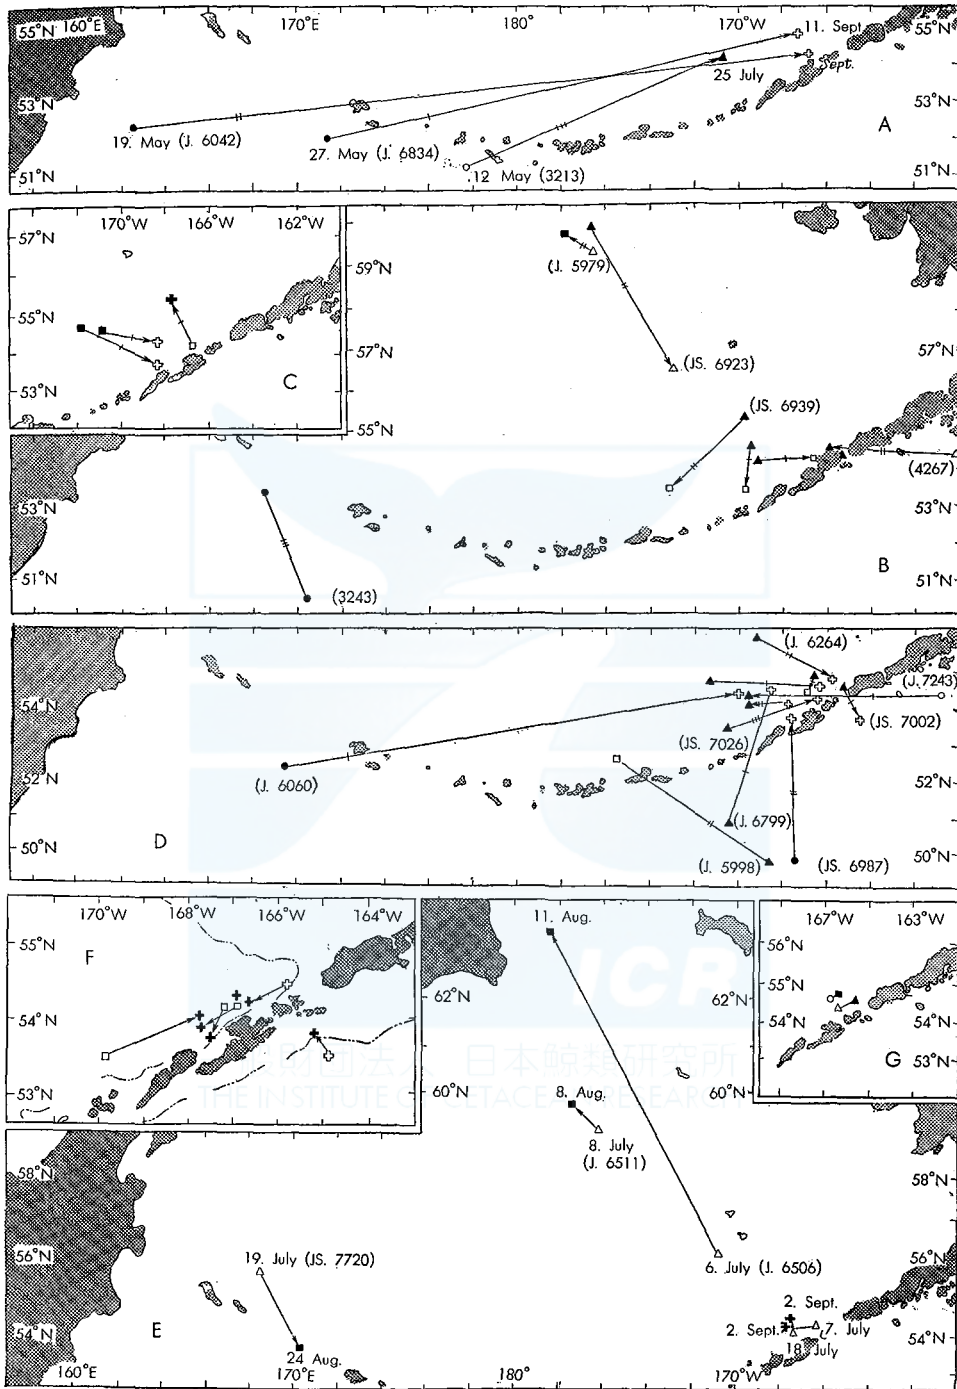 55°N 160°E 170°E 180° 170°W 55°N
11. Sept.
Sept.
25 July
53°N 53°N
19. May (J. 6042)
27. May (J. 6834)
12 May (3213)
51°N 51°N
A
170°W 166°W 162°W
57°N
55°N
53°N
C
59°N
(J. 5979)
57°N 57°N
(JS. 6923)
55°N
(JS. 6939)
(4267)
53°N 53°N
51°N 51°N
(3243)
B
(J. 6264)
(J. 7243)
54°N 54°N
(JS. 7002)
(JS. 7026)
(J. 6060)
52°N 52°N
(J. 6799)
(J. 5998)
(JS. 6987)
D
50°N 50°N
170°W 168°W 166°W 164°W
55°N
F
54°N
53°N
11. Aug.
62°N 62°N
167°W 163°W
56°N
55°N
54°N
53°N
G
ICR
財団法人 日本鯨類研究所
THE INSTITUTE OF CETACEAN RESEARCH
60°N 60°N
8. Aug.
8. July
(J. 6511)
58°N 58°N
56°N 56°N
19. July (JS. 7720)
6. July (J. 6506)
2. Sept.
2. Sept. 7. July
18 July
54°N 54°N
E
24 Aug.
160°E 170°E 180° 170°W